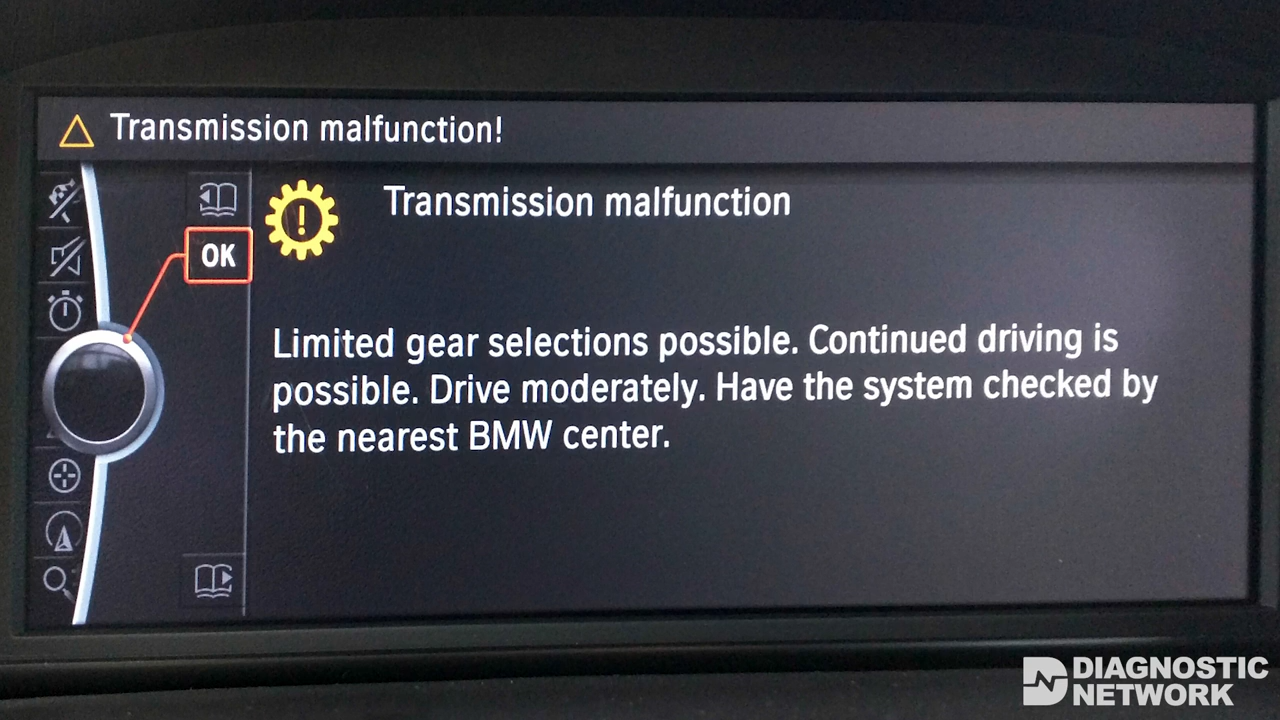 Transmission malfunction!
Transmission malfunction
OK
Limited gear selections possible. Continued driving is
possible. Drive moderately. Have the system checked by
the nearest BMW center.
DIAGNOSTIC
NETWORK